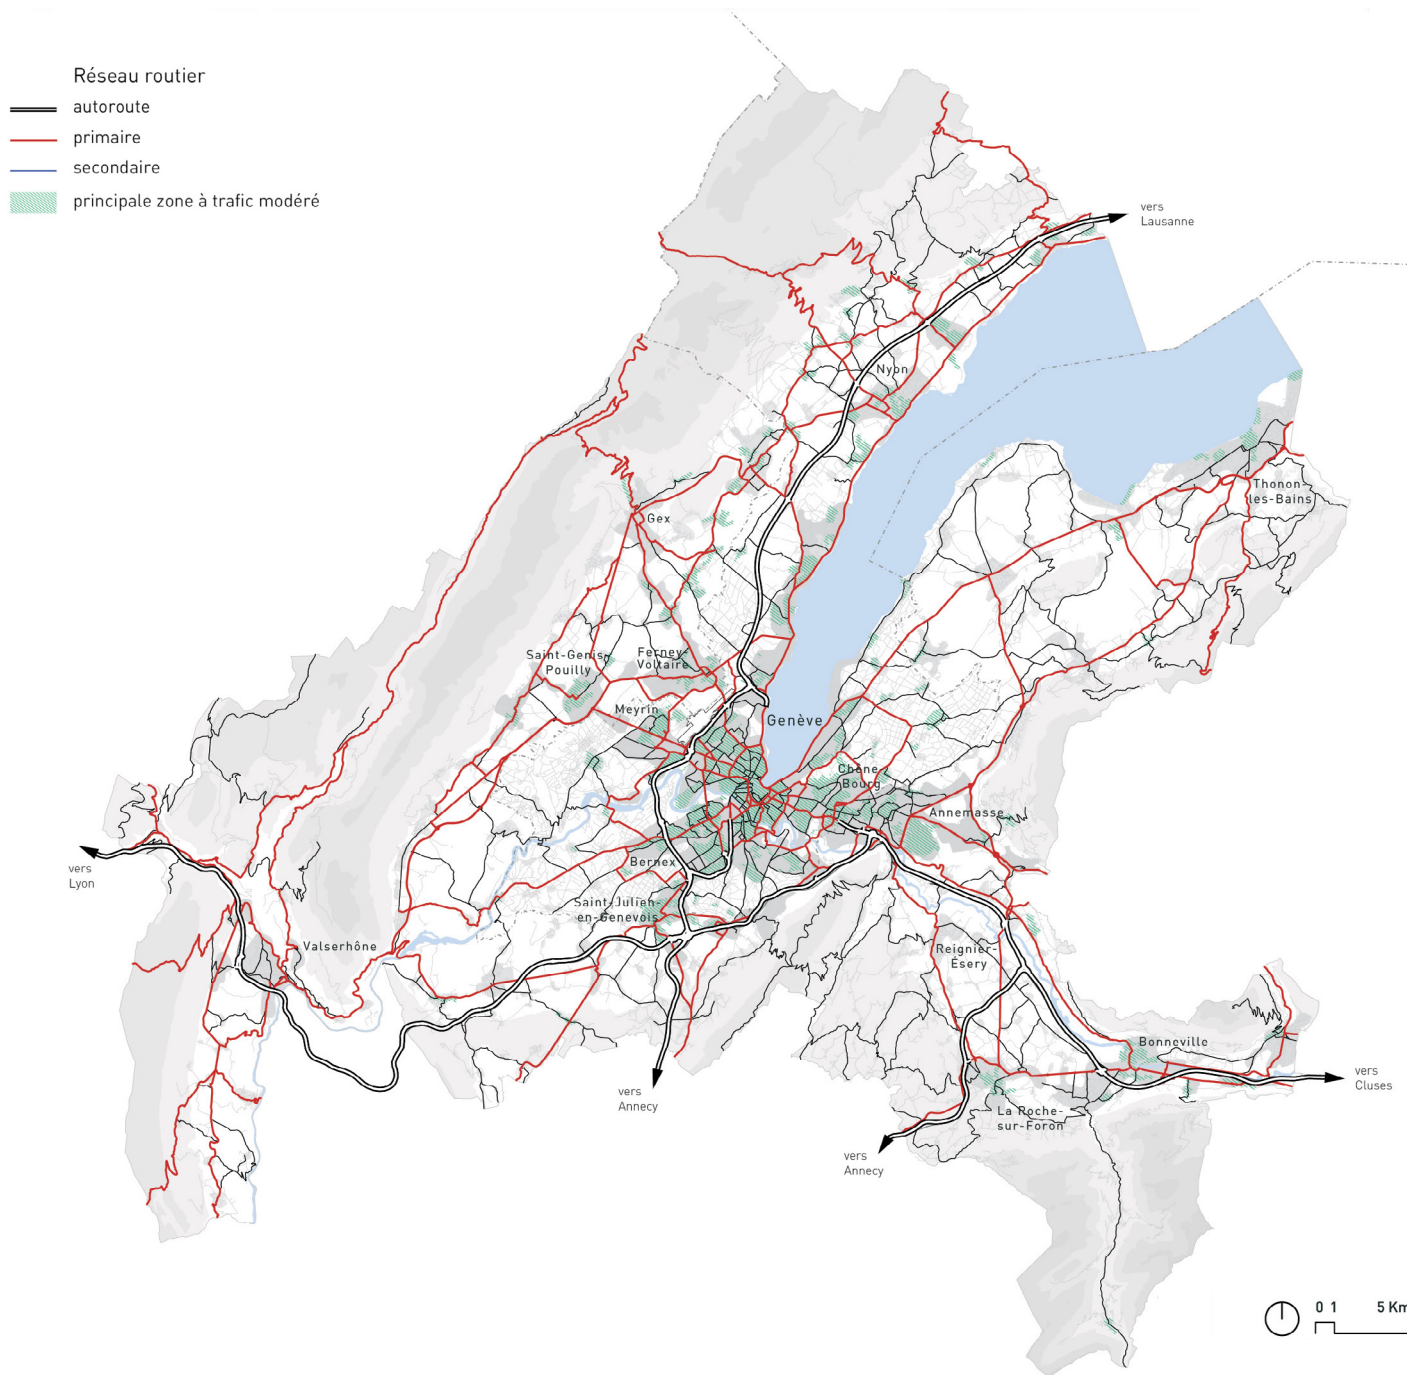 Réseau routier
autoroute
primaire
secondaire
principale zone à trafic modéré
vers
Lausanne
Nyon
Thonon-
les-Bains
Gex
Saint-Genis-
Pouilly
Ferney-
Voltaire
Meyrin
Genève
Chêne-
Bourg
Annemasse
vers
Lyon
Bernex
Saint-Julien-
en-Genevois
Valserhône
Reignier-
Ésery
Bonneville
vers
Cluses
vers
Annecy
La Roche-
sur-Foron
vers
Annecy
0 1 5 Km